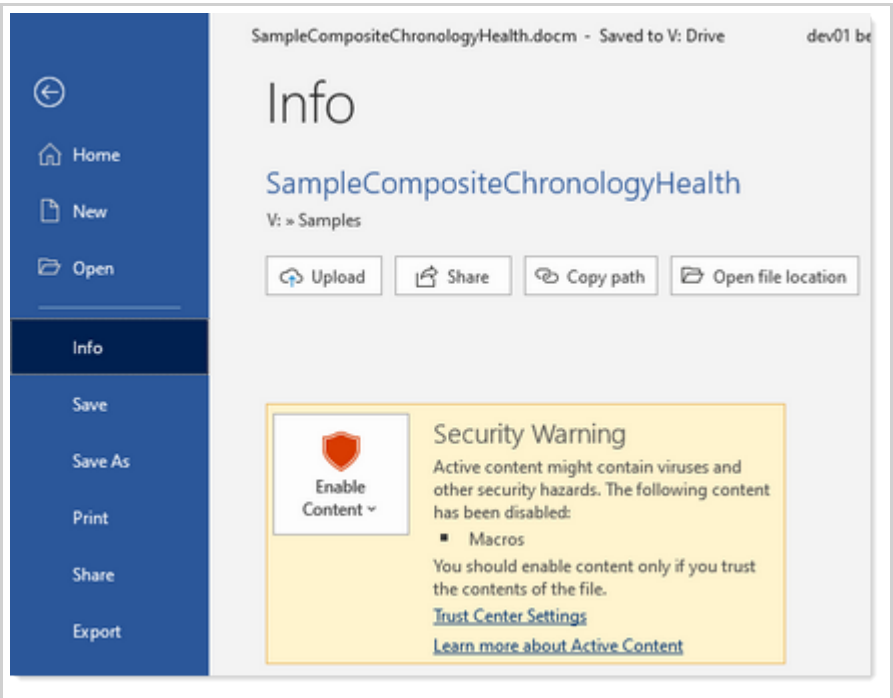 SampleCompositeChronologyHealth.docm - Saved to V: Drive
dev01 be
Info
Home
New
Open
Info
Save
Save As
Print
Share
Export
SampleCompositeChronologyHealth
V: » Samples
Upload
Share
Copy path
Open file location
Enable
Content
Security Warning
Active content might contain viruses and
other security hazards. The following content
has been disabled:
▪ Macros
You should enable content only if you trust
the contents of the file.
Trust Center Settings
Learn more about Active Content